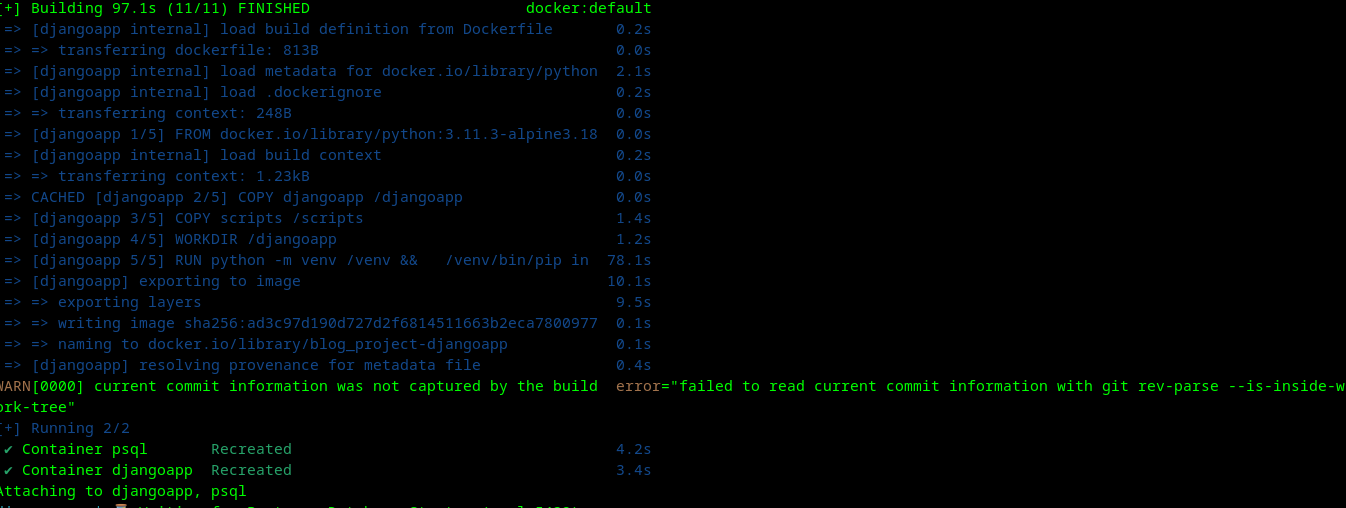 [+] Building 97.1s (11/11) FINISHED docker:default
=> [djangoapp internal] load build definition from Dockerfile 0.2s
=> => transferring dockerfile: 813B 0.0s
=> [djangoapp internal] load metadata for docker.io/library/python 2.1s
=> [djangoapp internal] load .dockerignore 0.2s
=> => transferring context: 248B 0.0s
=> [djangoapp 1/5] FROM docker.io/library/python:3.11.3-alpine3.18 0.0s
=> [djangoapp internal] load build context 0.2s
=> => transferring context: 1.23kB 0.0s
=> CACHED [djangoapp 2/5] COPY djangoapp /djangoapp 0.0s
=> [djangoapp 3/5] COPY scripts /scripts 1.4s
=> [djangoapp 4/5] WORKDIR /djangoapp 1.2s
=> [djangoapp 5/5] RUN python -m venv /venv && /venv/bin/pip in 78.1s
=> [djangoapp] exporting to image 10.1s
=> => exporting layers 9.5s
=> => writing image sha256:ad3c97d190d727d2f6814511663b2eca7800977 0.1s
=> => naming to docker.io/library/blog_project-djangoapp 0.1s
=> [djangoapp] resolving provenance for metadata file 0.4s
WARN[0000] current commit information was not captured by the build error="failed to read current commit information with git rev-parse --is-inside-w
ork-tree"
[+] Running 2/2
✔ Container psql Recreated 4.2s
✔ Container djangoapp Recreated 3.4s
Attaching to djangoapp, psql